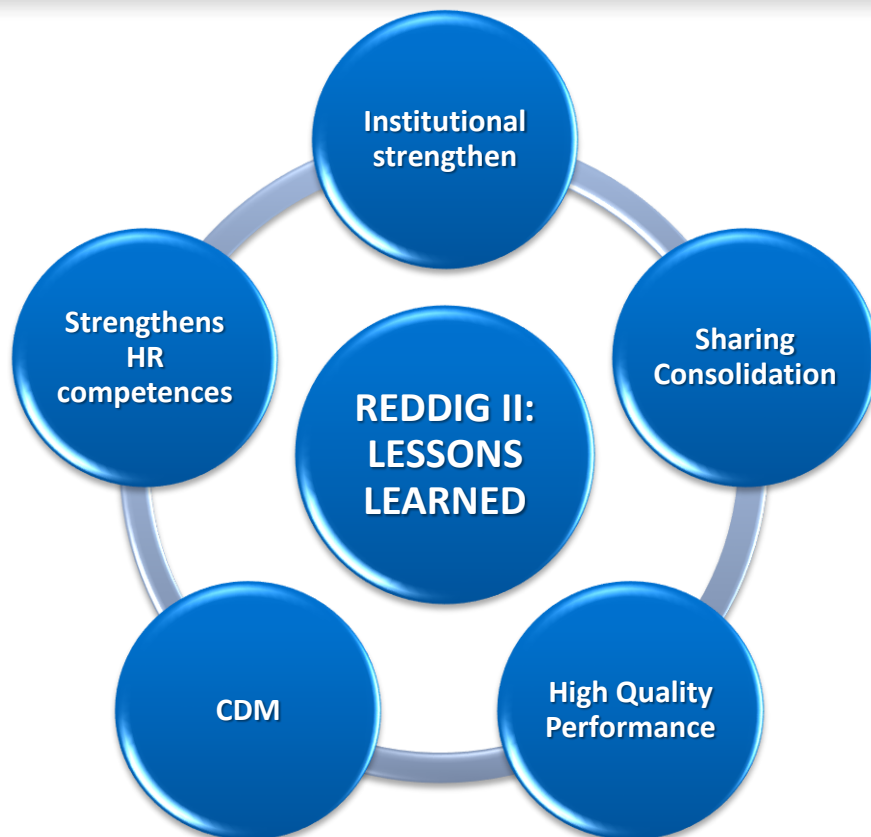 Institutional
strengthen
Sharing
Consolidation
High Quality
Performance
CDM
Strengthens
HR
competences
REDDIG II:
LESSONS
LEARNED